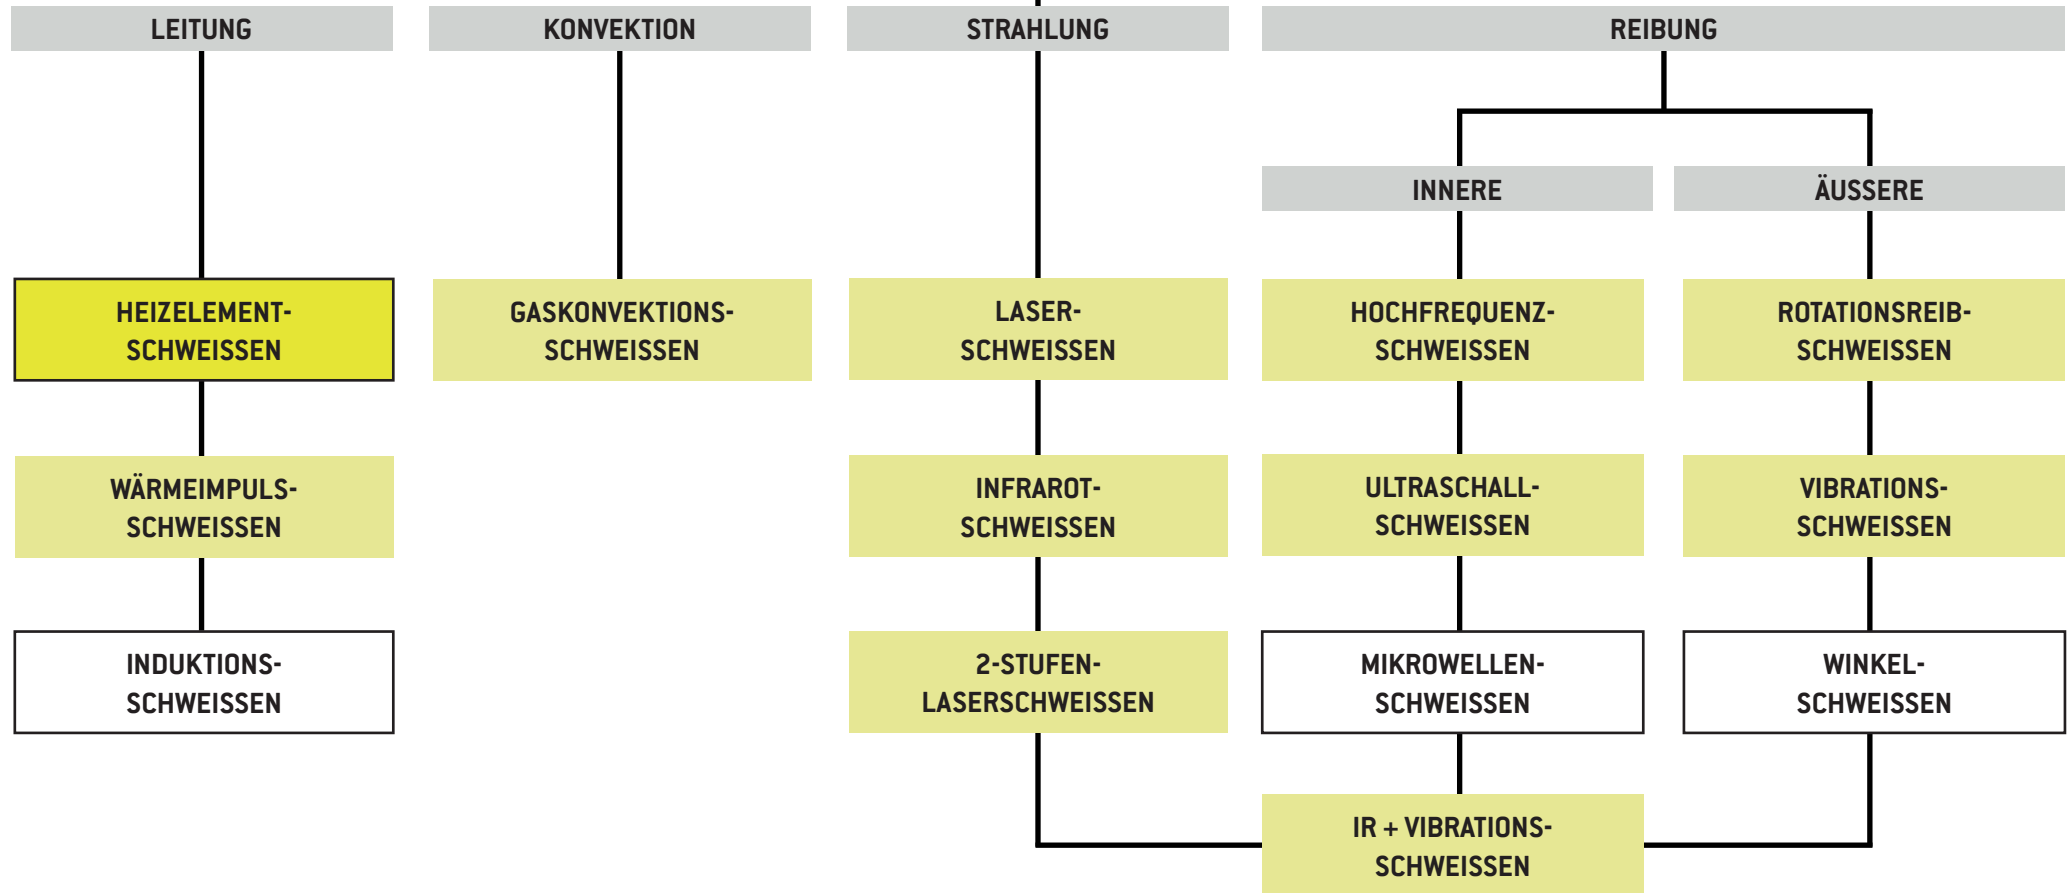 LEITUNG
KONVEKTION
STRAHLUNG
REIBUNG
INNERE
ÄUSSERE
HEIZELEMENT-
SCHWEISSEN
GASKONVEKTIONS-
SCHWEISSEN
LASER-
SCHWEISSEN
HOCHFREQUENZ-
SCHWEISSEN
ROTATIONSREIB-
SCHWEISSEN
WÄRMEIMPULS-
SCHWEISSEN
INFRAROT-
SCHWEISSEN
ULTRASCHALL-
SCHWEISSEN
VIBRATIONS-
SCHWEISSEN
INDUKTIONS-
SCHWEISSEN
2-STUFEN-
LASERSCHWEISSEN
MIKROWELLEN-
SCHWEISSEN
WINKEL-
SCHWEISSEN
IR + VIBRATIONS-
SCHWEISSEN